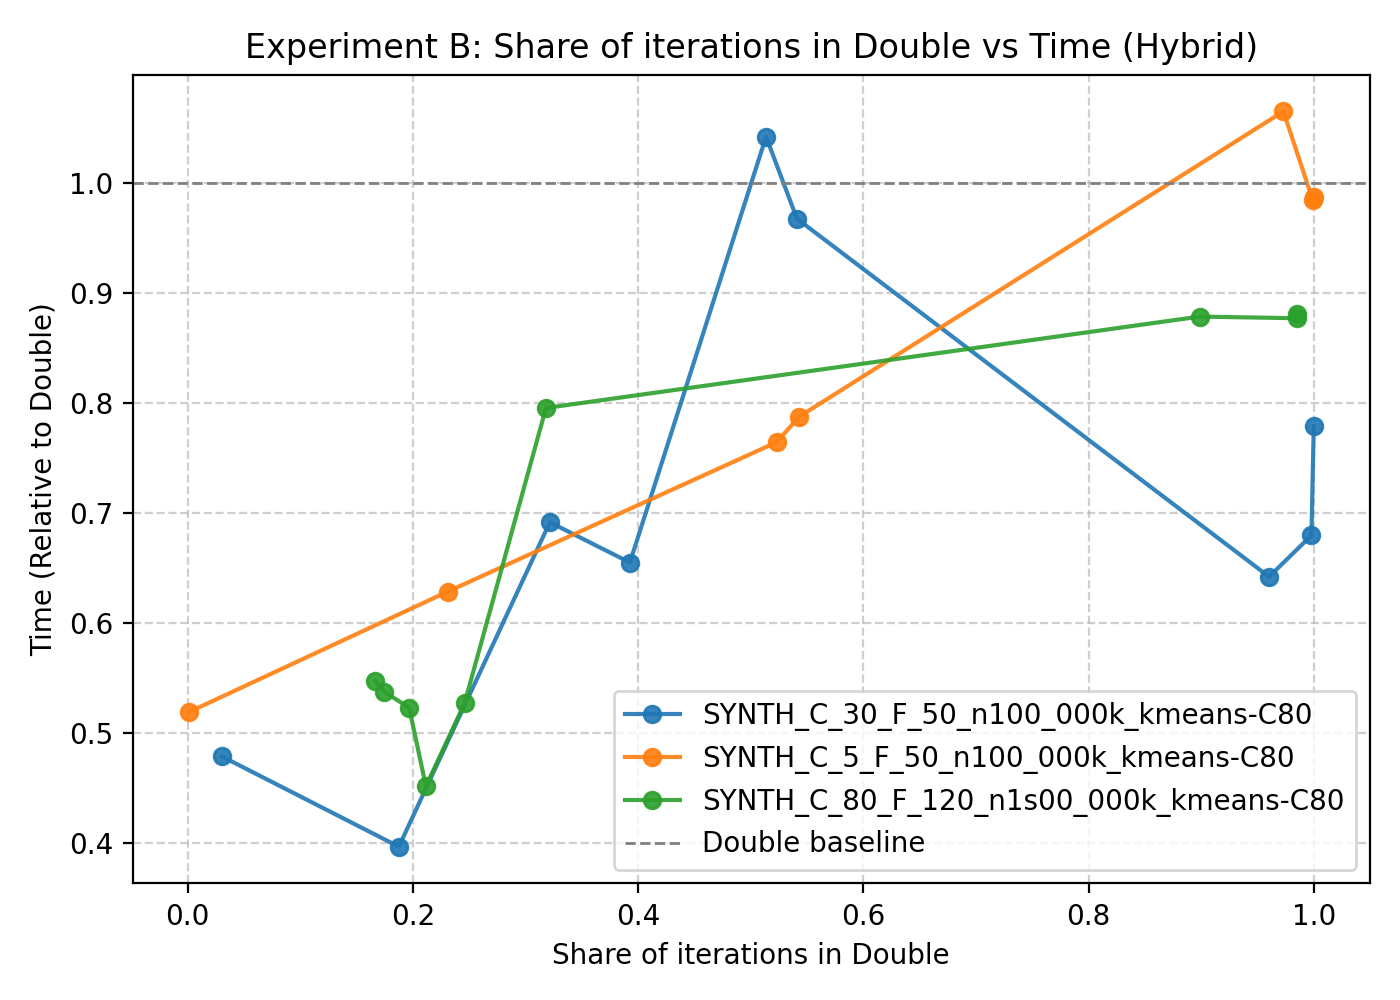 Experiment B: Share of iterations in Double vs Time (Hybrid)
Time (Relative to Double)
1.0
0.9
0.8
0.7
0.6
0.5
0.4
SYNTH_C_30_F_50_n100_000k_kmeans-C80
SYNTH_C_5_F_50_n100_000k_kmeans-C80
SYNTH_C_80_F_120_n1s00_000k_kmeans-C80
Double baseline
0.0 0.2 0.4 0.6 0.8 1.0
Share of iterations in Double